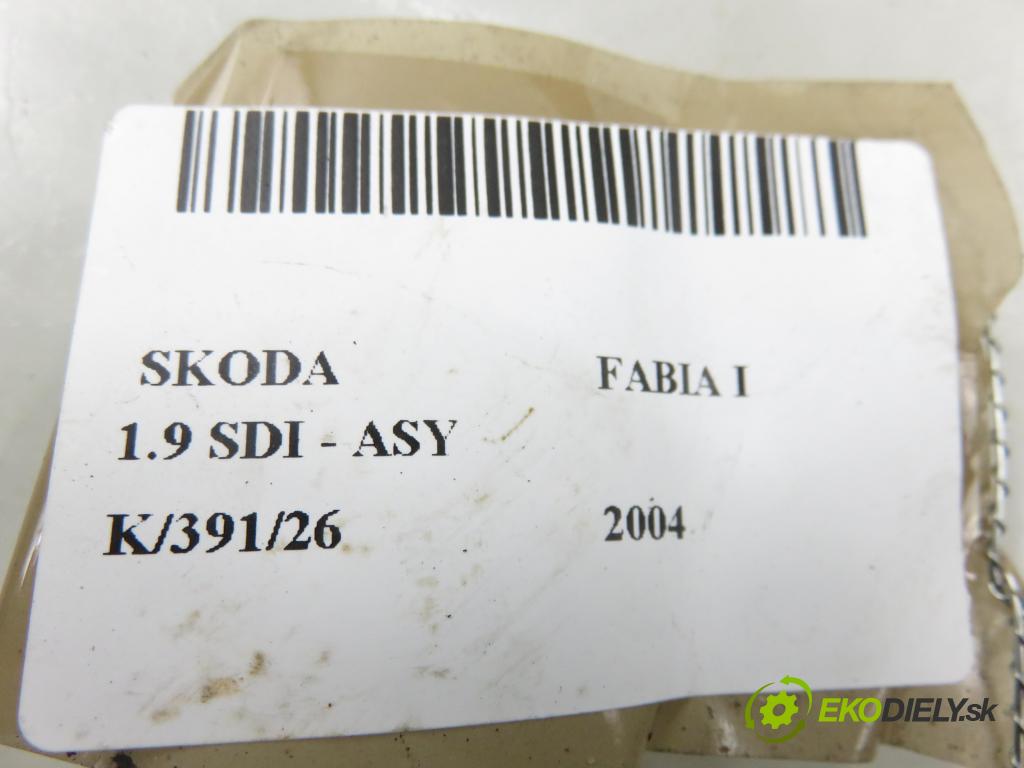 SKODA FABIA I
1.9 SDI - ASY
K/391/26 2004
EKODIELY.sk